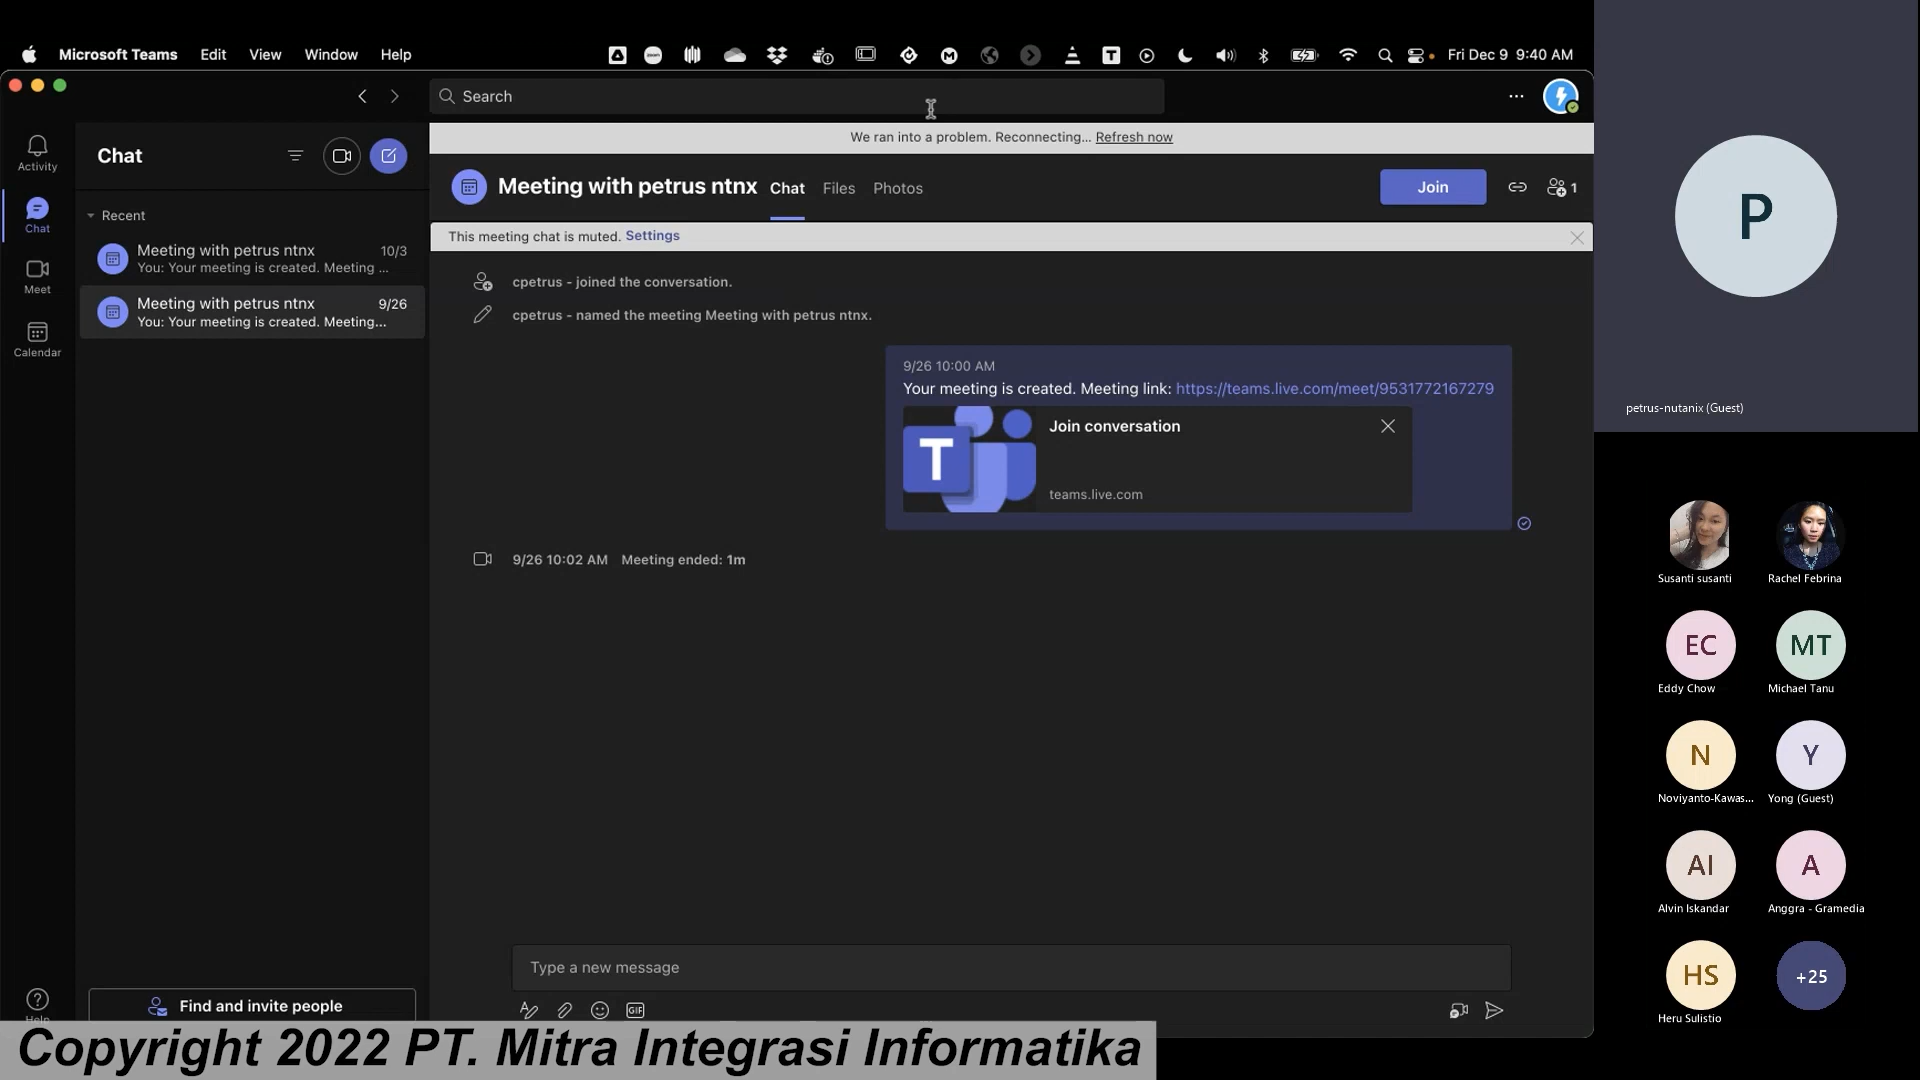 Microsoft Teams Edit View Window Help
Fri Dec 9 9:40 AM
Search
We ran into a problem. Reconnecting... Refresh now
Activity
Chat
Meet
Calendar
Help
Chat
Recent
Meeting with petrus ntnx 10/3
You: Your meeting is created. Meeting ...
Meeting with petrus ntnx 9/26
You: Your meeting is created. Meeting...
Find and invite people
Meeting with petrus ntnx Chat Files Photos
Join
1
This meeting chat is muted. Settings
cpetrus - joined the conversation.
cpetrus - named the meeting Meeting with petrus ntnx.
9/26 10:00 AM
Your meeting is created. Meeting link: https://teams.live.com/meet/9531772167279
T
Join conversation
teams.live.com
9/26 10:02 AM Meeting ended: 1m
Type a new message
GIF
P
petrus-nutanix (Guest)
Susanti susanti
Rachel Febrina
EC
Eddy Chow
MT
Michael Tanu
N
Noviyanto-Kawas...
Y
Yong (Guest)
AI
Alvin Iskandar
A
Anggra - Gramedia
HS
Heru Sulistio
+25
Copyright 2022 PT. Mitra Integrasi Informatika